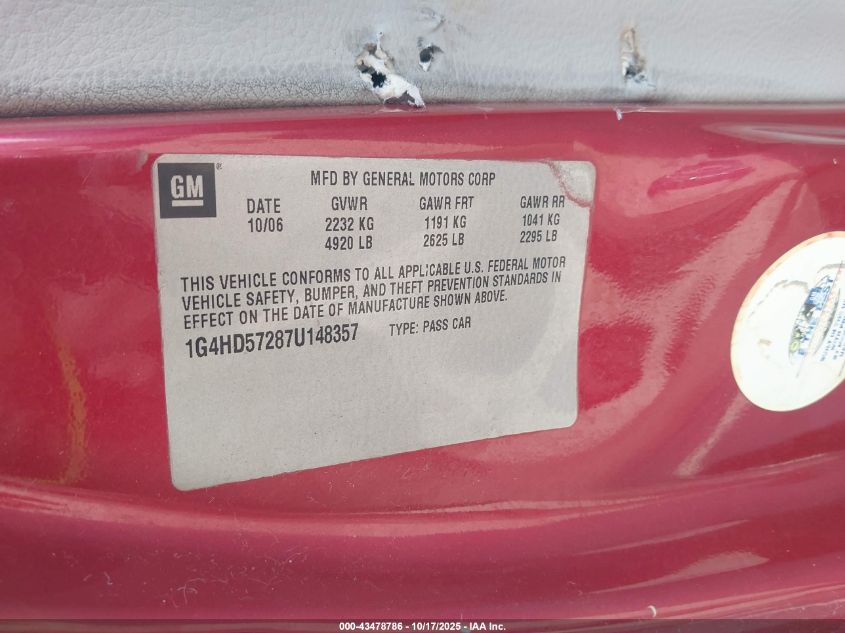 GM
MFD BY GENERAL MOTORS CORP
DATE GVWR GAWR FRT GAWR RR
10/06 2232 KG 1191 KG 1041 KG
4920 LB 2625 LB 2295 LB
THIS VEHICLE CONFORMS TO ALL APPLICABLE U.S. FEDERAL MOTOR
VEHICLE SAFETY, BUMPER, AND THEFT PREVENTION STANDARDS IN
EFFECT ON THE DATE OF MANUFACTURE SHOWN ABOVE.
1G4HD57287U148357 TYPE: PASS CAR
000-43478786 - 10/17/2025 - IAA Inc.